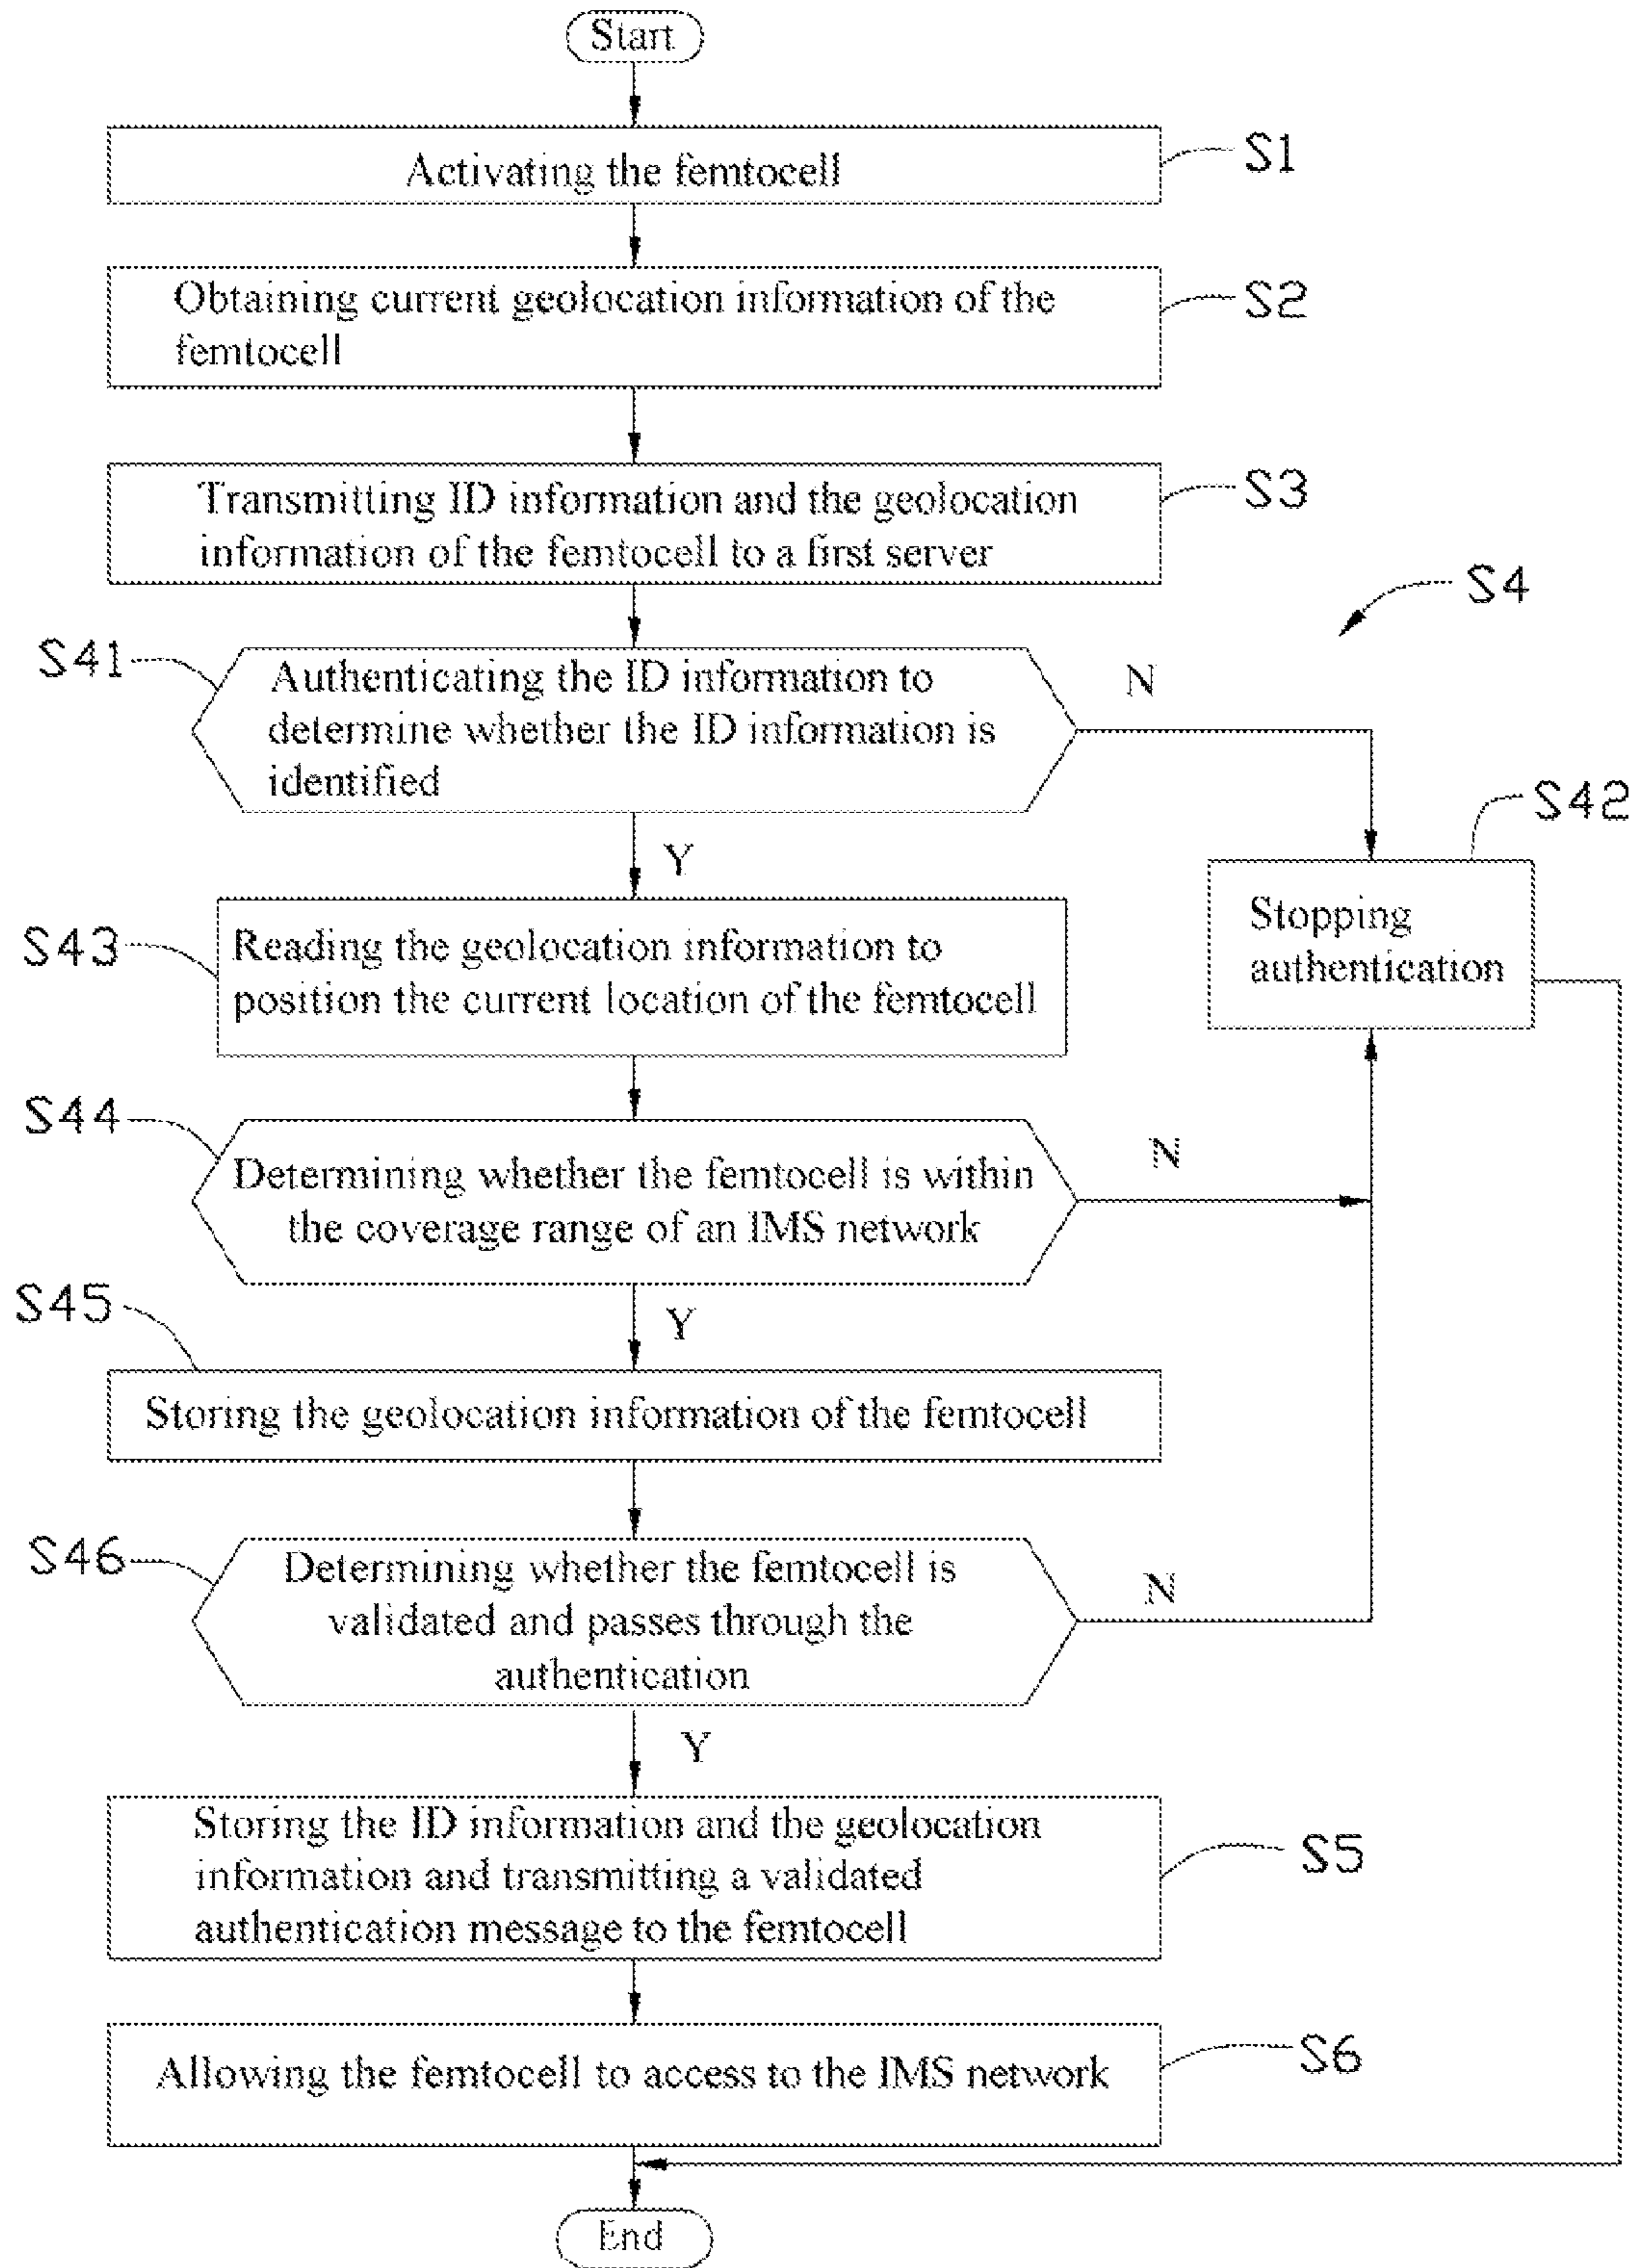 Start
Activating the femtocell
S1
Obtaining current geolocation information of the
femtocell
S2
Transmitting ID information and the geolocation
information of the femtocell to a first server
S3
S4
S41
Authenticating the ID information to
determine whether the ID information is
identified
N
S42
Y
Stopping
authentication
S43
Reading the geolocation information to
position the current location of the femtocell
S44
Determining whether the femtocell is within
the coverage range of an IMS network
N
S45
Y
Storing the geolocation information of the femtocell
S46
Determining whether the femtocell is
validated and passes through the
authentication
N
Y
Storing the ID information and the geolocation
information and transmitting a validated
authentication message to the femtocell
S5
Allowing the femtocell to access to the IMS network
S6
End